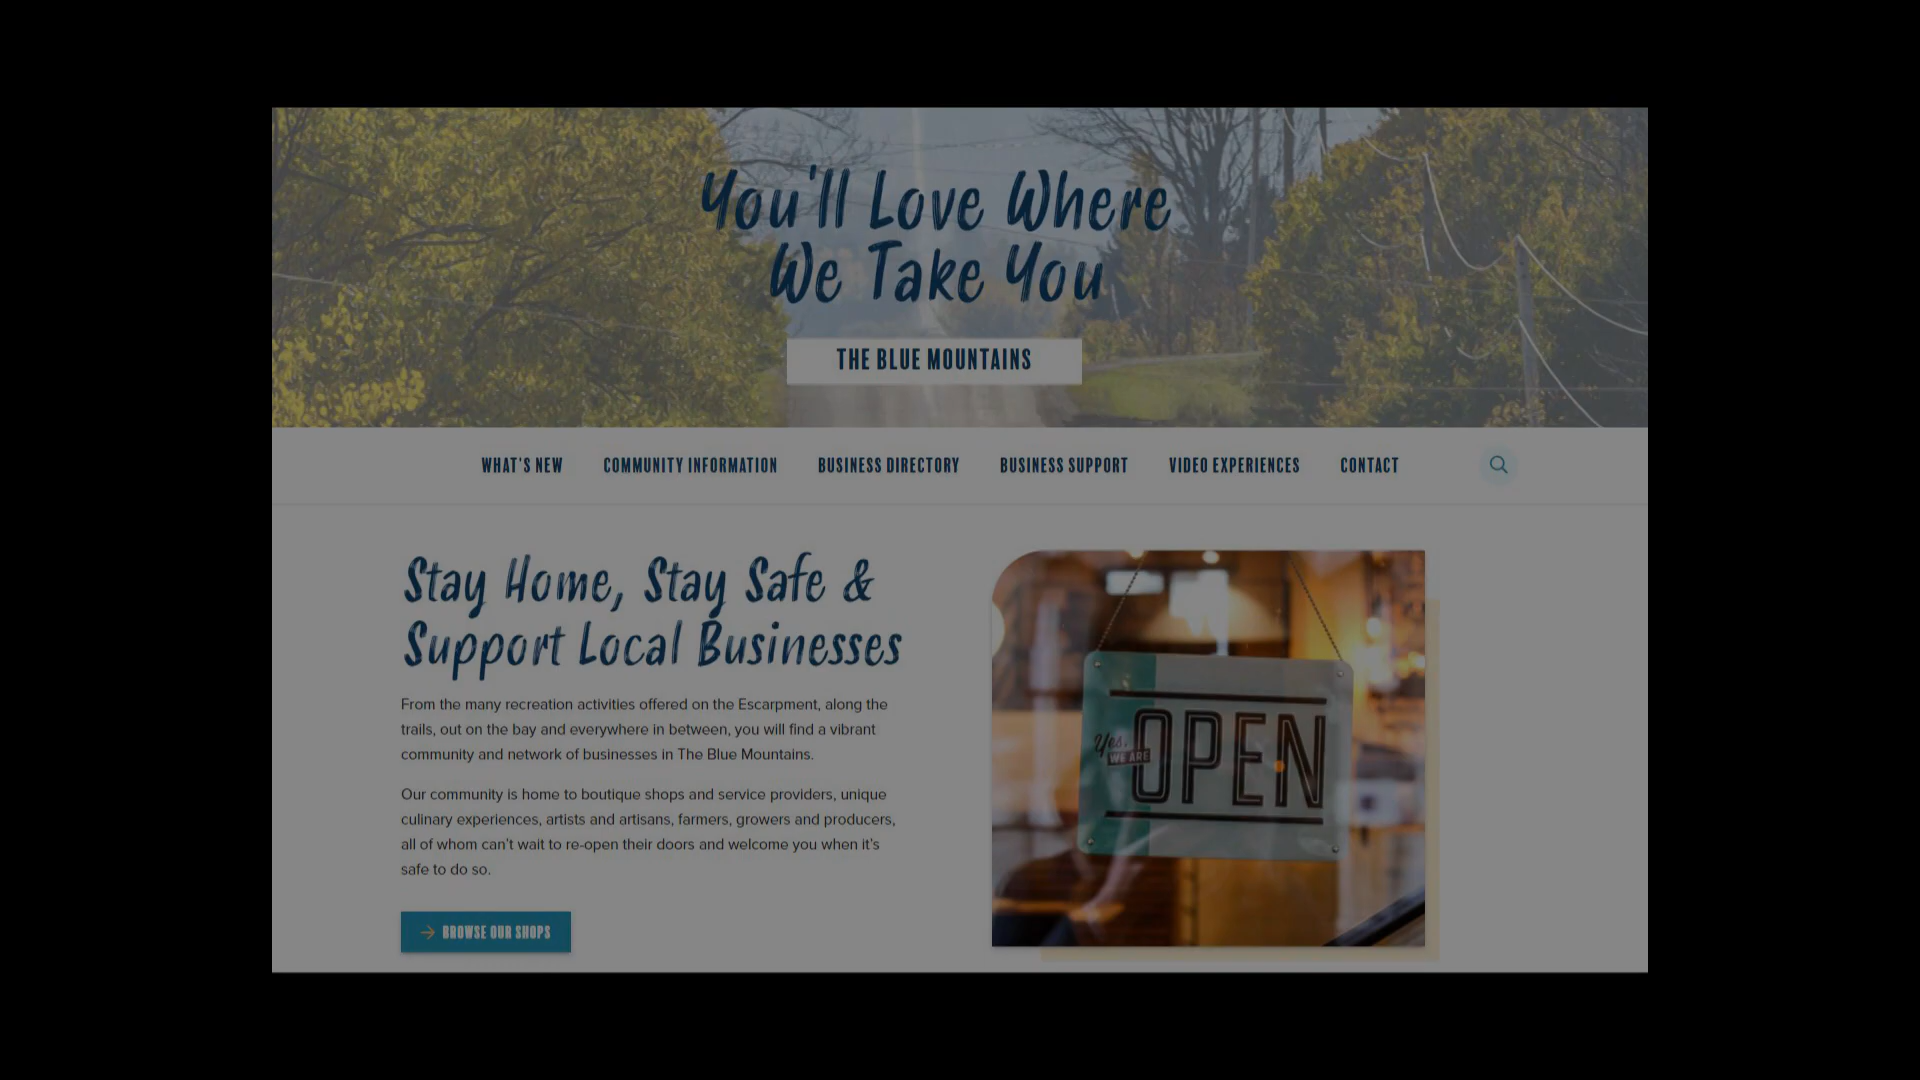 You'll Love Where
We Take You
THE BLUE MOUNTAINS
WHAT'S NEW COMMUNITY INFORMATION BUSINESS DIRECTORY BUSINESS SUPPORT VIDEO EXPERIENCES CONTACT
Stay Home, Stay Safe &
Support Local Businesses
From the many recreation activities offered on the Escarpment, along the
trails, out on the bay and everywhere in between, you will find a vibrant
community and network of businesses in The Blue Mountains.
Our community is home to boutique shops and service providers, unique
culinary experiences, artists and artisans, farmers, growers and producers,
all of whom can't wait to re-open their doors and welcome you when it's
safe to do so.
BROWSE OUR SHOPS
Yes,
WE ARE
OPEN